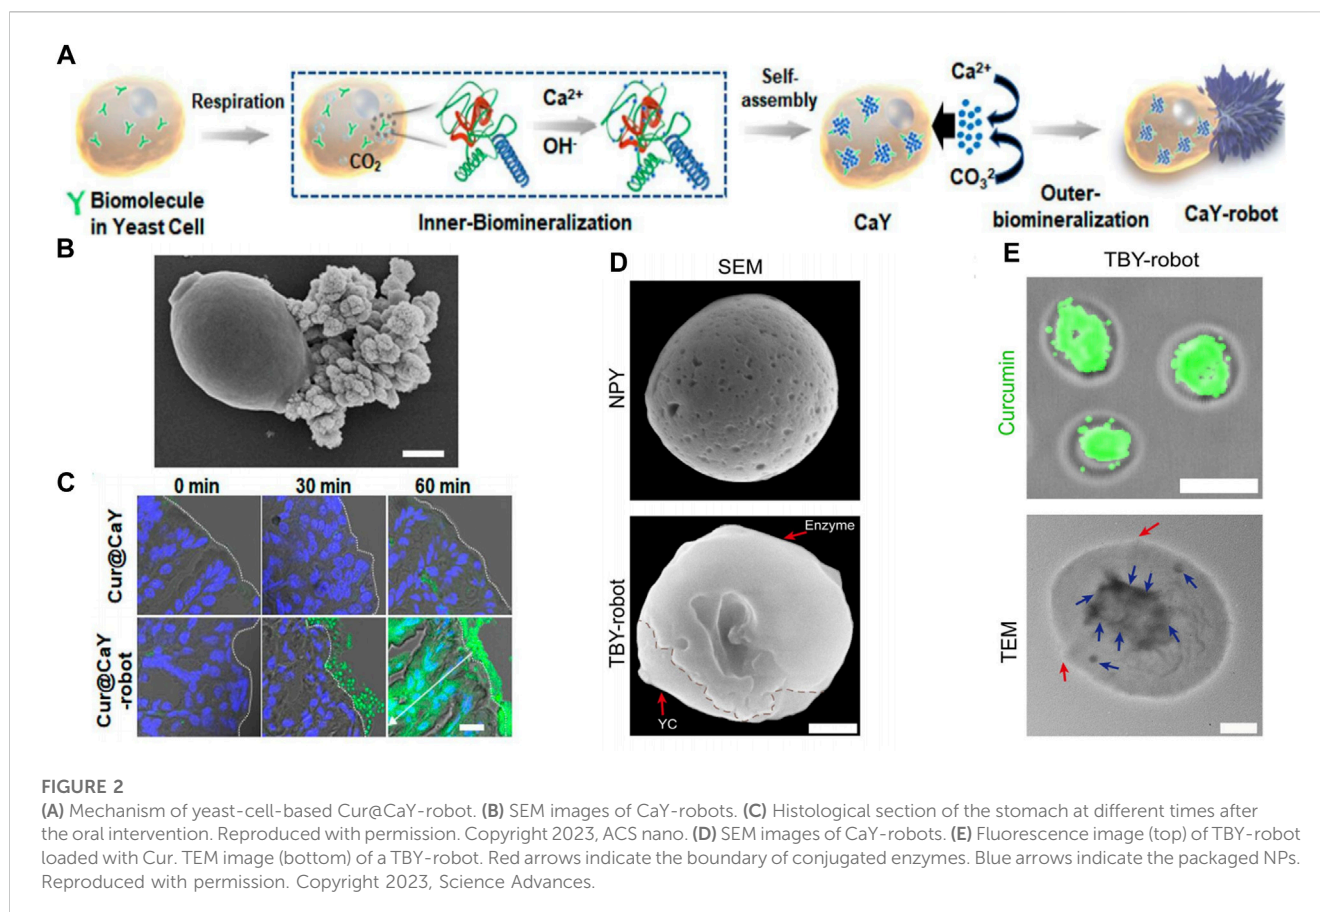 A
Respiration
CO2
Ca2+
OH-
Self-
assembly
Ca2+
CO32
Outer-
biomineralization
Biomolecule
in Yeast Cell
Inner-Biomineralization
CaY
CaY-robot
B
C
0 min
30 min
60 min
Cur@CaY
Cur@CaY
-robot
D
SEM
NPY
TBY-robot
Enzyme
YC
E
TBY-robot
Curcumin
TEM
FIGURE 2
(A) Mechanism of yeast-cell-based Cur@CaY-robot. (B) SEM images of CaY-robots. (C) Histological section of the stomach at different times after
the oral intervention. Reproduced with permission. Copyright 2023, ACS nano. (D) SEM images of CaY-robots. (E) Fluorescence image (top) of TBY-robot
loaded with Cur. TEM image (bottom) of a TBY-robot. Red arrows indicate the boundary of conjugated enzymes. Blue arrows indicate the packaged NPs.
Reproduced with permission. Copyright 2023, Science Advances.